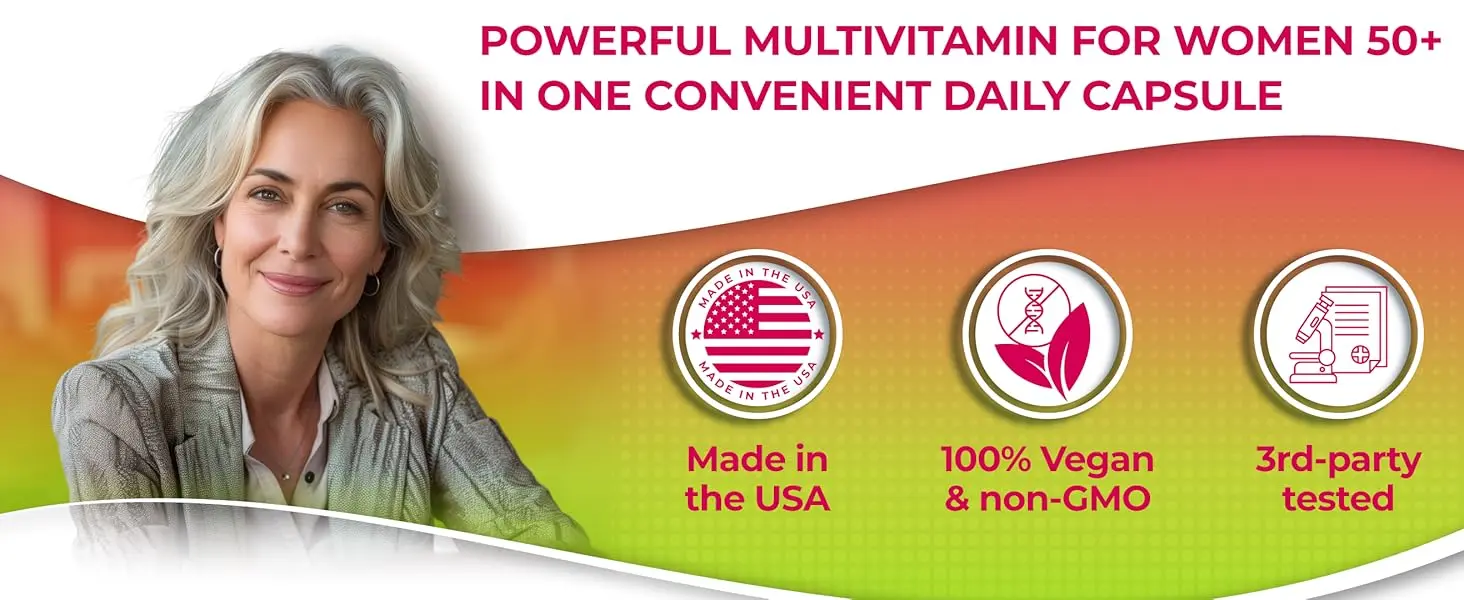 POWERFUL MULTIVITAMIN FOR WOMEN 50+
IN ONE CONVENIENT DAILY CAPSULE
MADE IN THE USA
MADE IN THE USA
Made in
the USA
100% Vegan
& non-GMO
3rd-party
tested